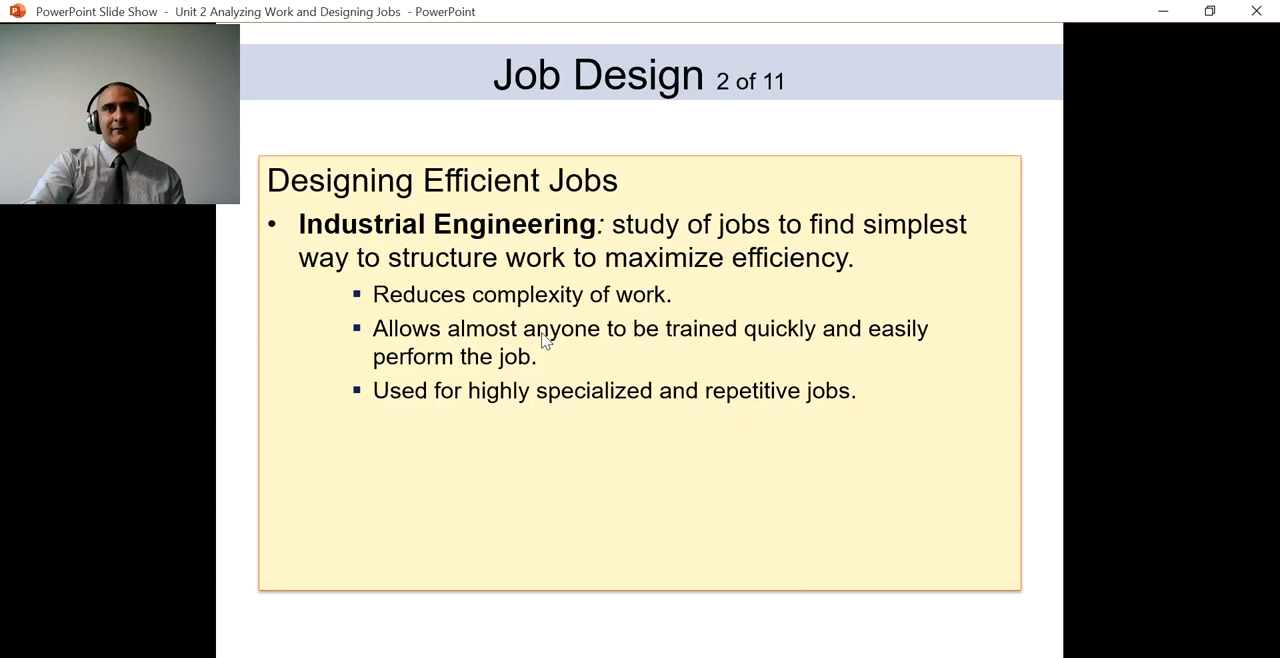 PowerPoint Slide Show - Unit 2 Analyzing Work and Designing Jobs - PowerPoint
Job Design 2 of 11
Designing Efficient Jobs
• Industrial Engineering: study of jobs to find simplest
way to structure work to maximize efficiency.
▪ Reduces complexity of work.
▪ Allows almost anyone to be trained quickly and easily
perform the job.
▪ Used for highly specialized and repetitive jobs.